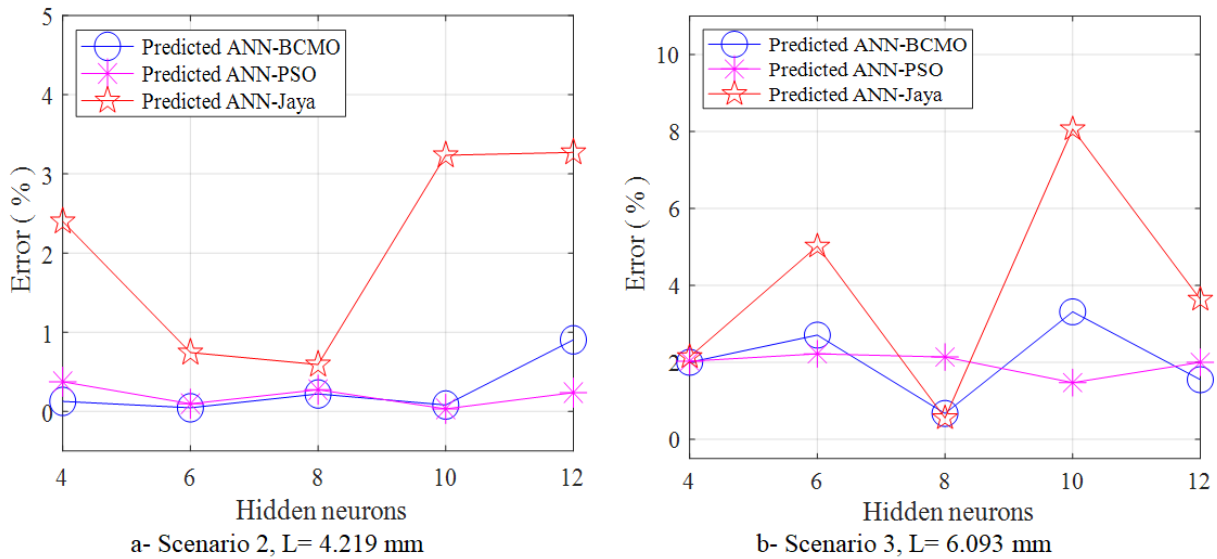 5
4
3
2
1
0
Error ( % )
Predicted ANN-BCMO
Predicted ANN-PSO
Predicted ANN-Jaya
4 6 8 10 12
Hidden neurons
a- Scenario 2, L= 4.219 mm
10
8
6
4
2
0
Error ( % )
Predicted ANN-BCMO
Predicted ANN-PSO
Predicted ANN-Jaya
4 6 8 10 12
Hidden neurons
b- Scenario 3, L= 6.093 mm